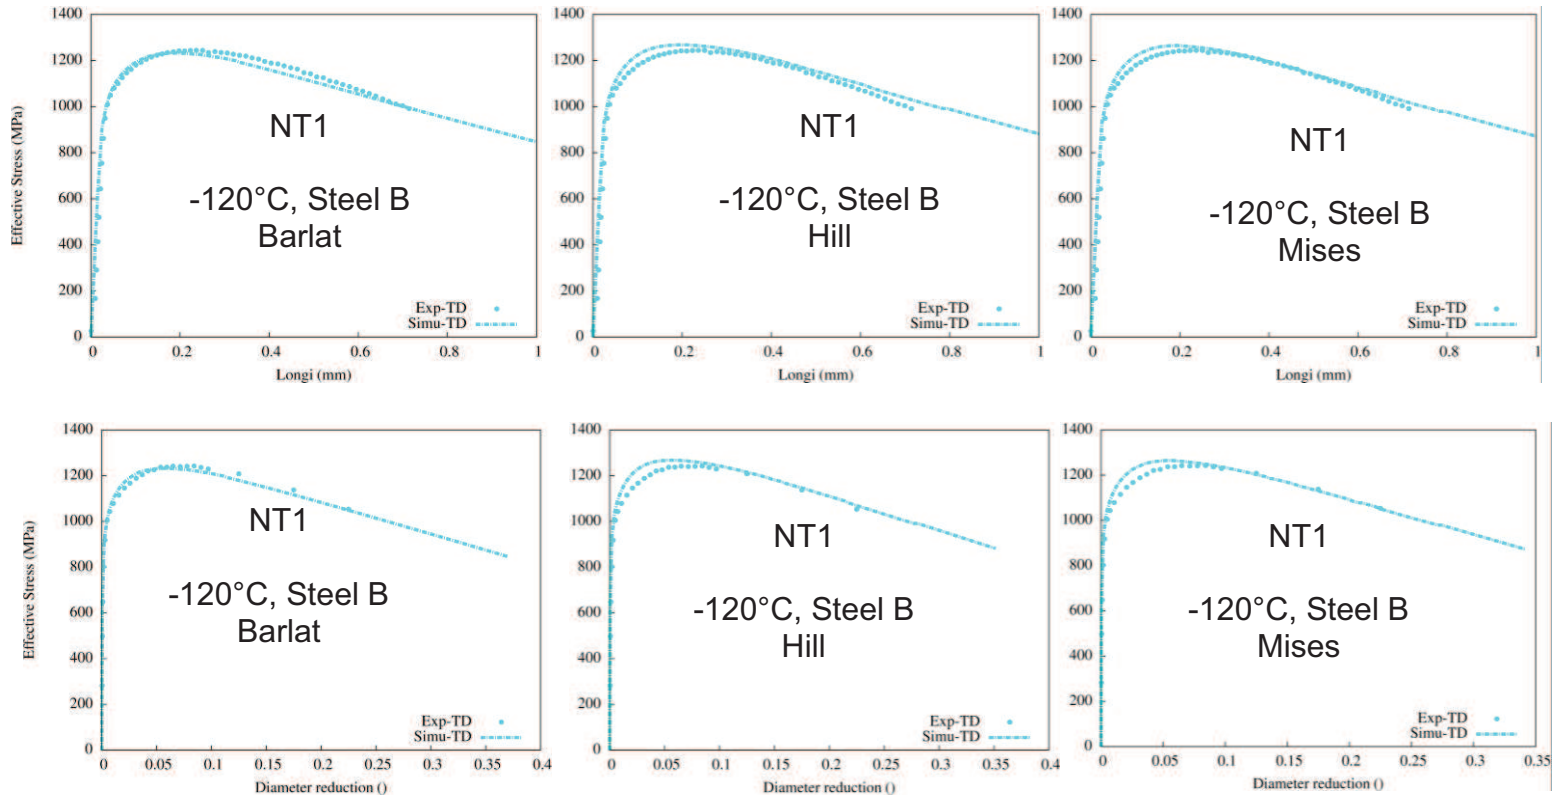 1400
1200
1000
800
600
400
200
0
Effective Stress (MPa)
NT1
-120°C, Steel B
Barlat
Exp-TD
Simu-TD
0 0.2 0.4 0.6 0.8 1
Longi (mm)
1400
1200
1000
800
600
400
200
0
NT1
-120°C, Steel B
Hill
Exp-TD
Simu-TD
0 0.2 0.4 0.6 0.8 1
Longi (mm)
1400
1200
1000
800
600
400
200
0
NT1
-120°C, Steel B
Mises
Exp-TD
Simu-TD
0 0.2 0.4 0.6 0.8 1
Longi (mm)
1400
1200
1000
800
600
400
200
0
Effective Stress (MPa)
NT1
-120°C, Steel B
Barlat
Exp-TD
Simu-TD
0 0.05 0.1 0.15 0.2 0.25 0.3 0.35 0.4
Diameter reduction ()
1400
1200
1000
800
600
400
200
0
NT1
-120°C, Steel B
Hill
Exp-TD
Simu-TD
0 0.05 0.1 0.15 0.2 0.25 0.3 0.35 0.4
Diameter reduction ()
1400
1200
1000
800
600
400
200
0
NT1
-120°C, Steel B
Mises
Exp-TD
Simu-TD
0 0.05 0.1 0.15 0.2 0.25 0.3 0.35
Diameter reduction ()